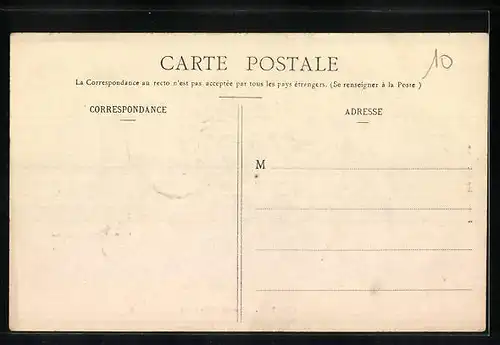 CARTE POSTALE
10
La Correspondance au recto n'est pas acceptée par tous les pays étrangers. (Se renseigner à la Poste)
CORRESPONDANCE
ADRESSE
M